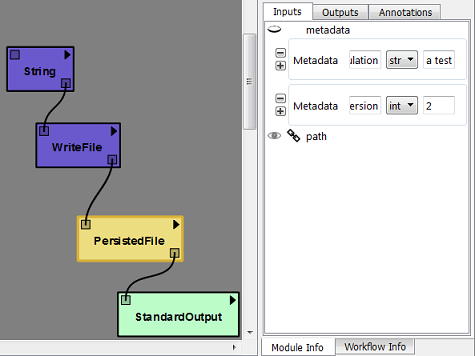 String
WriteFile
PersistedFile
StandardOutput
Inputs Outputs Annotations
metadata
Metadata ulation str a test
Metadata ersion int 2
path
Module Info Workflow Info